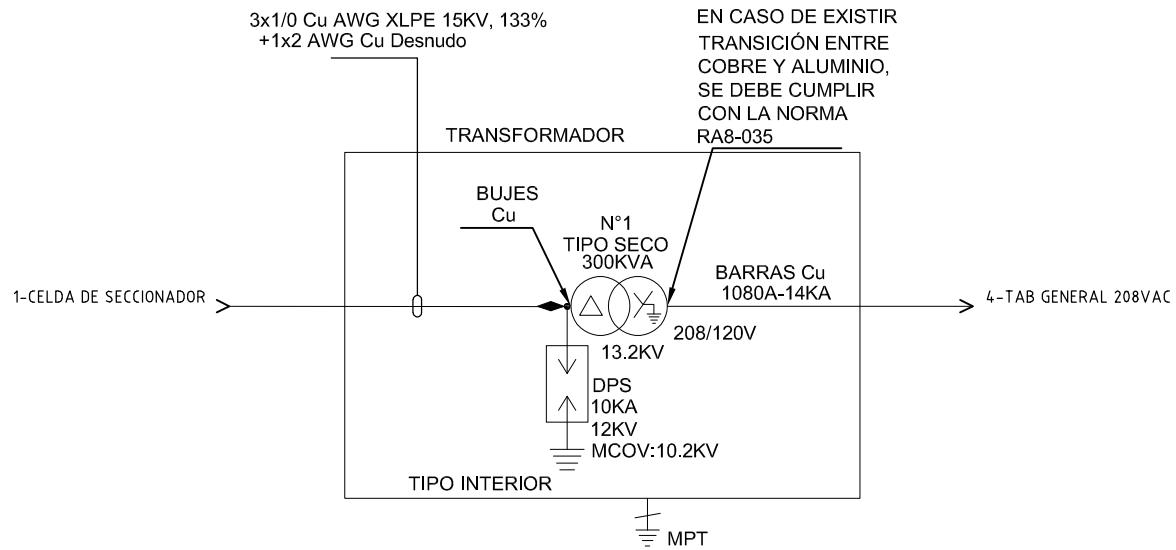 3x1/0 Cu AWG XLPE 15KV, 133%
+1x2 AWG Cu Desnudo
EN CASO DE EXISTIR
TRANSICIÓN ENTRE
COBRE Y ALUMINIO,
SE DEBE CUMPLIR
CON LA NORMA
RA8-035
TRANSFORMADOR
BUJES
Cu
N°1
TIPO SECO
300KVA
BARRAS Cu
1080A-14KA
1-CELDA DE SECCIONADOR
4-TAB GENERAL 208VAC
208/120V
13.2KV
DPS
10KA
12KV
MCOV:10.2KV
TIPO INTERIOR
MPT